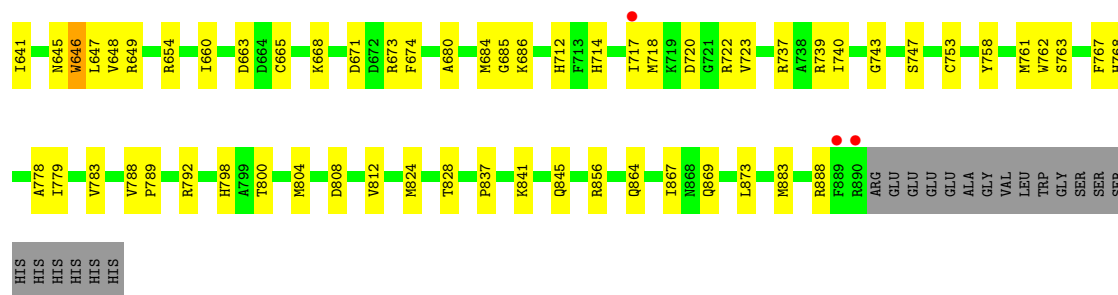 I641 N645 W646 L647 V648 R649 R654 I660 D663 D664 C665 K668 D671 D672 R673 F674 A680 M684 G685 K686 H712 F713 H714 I717 M718 K719 D720 G721 R722 V723 R737 A738 R739 I740 G743 S747 C753 Y758 M761 W762 S763 F767 H768
A778 I779 V783 V788 P789 R792 H798 A799 T800 M804 D808 V812 M824 T828 P837 K841 Q845 R856 Q864 I867 N868 Q869 L873 M883 R888 F889 R890 ARG GLU GLU GLU GLU ALA GLY VAL LEU TRP GLY SER SER
HIS HIS HIS HIS HIS HIS